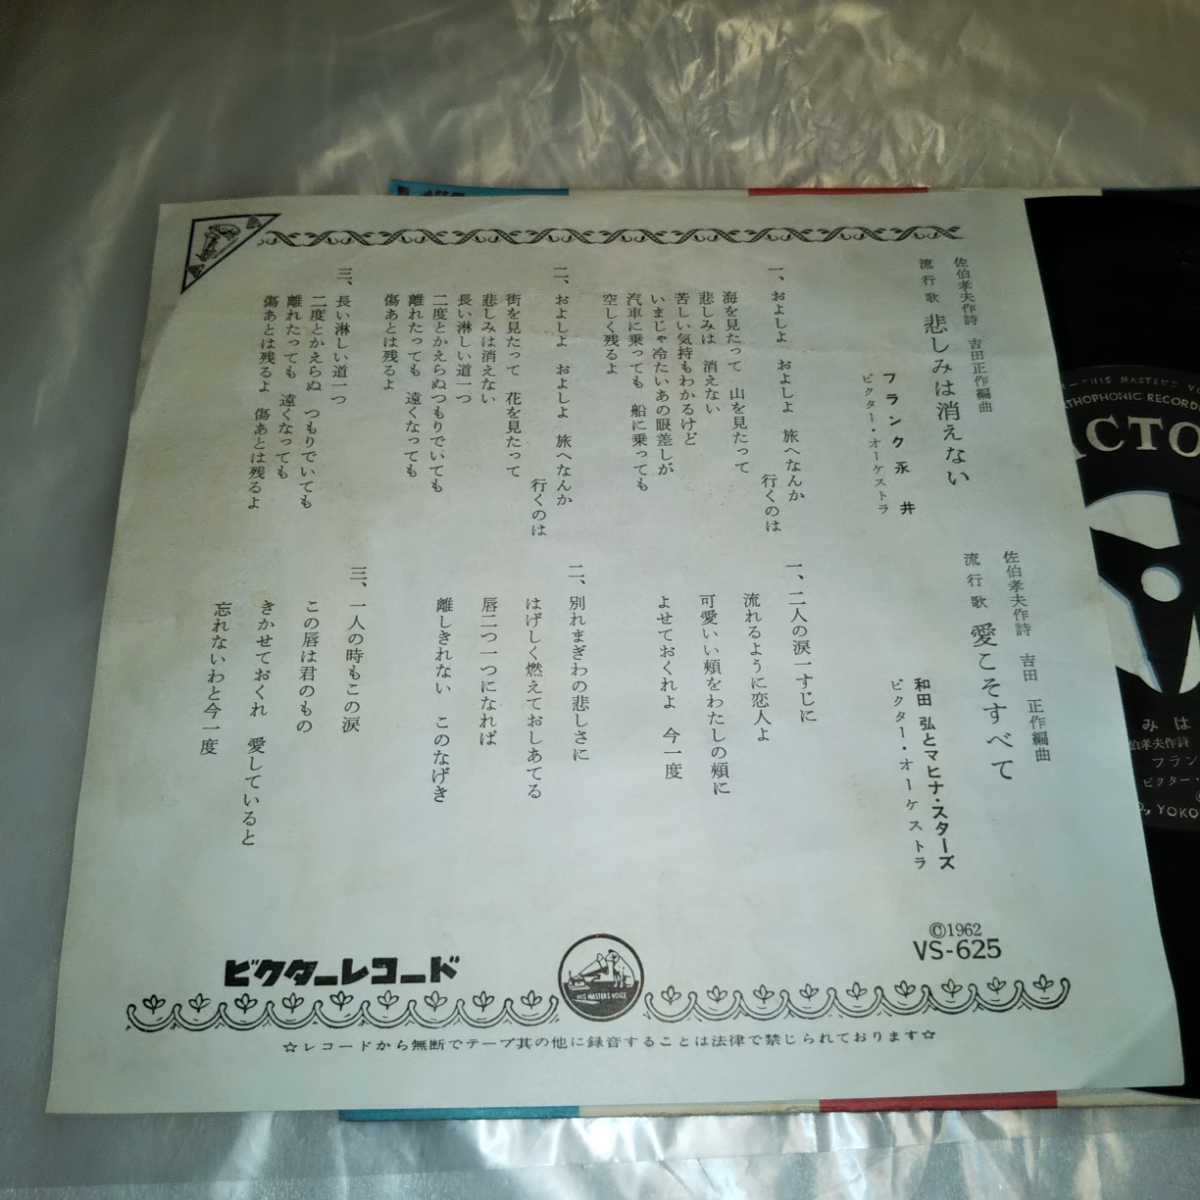 佐伯孝夫作詩　吉田正作編曲
流行歌　悲しみは消えない
フランク永井
ビクター・オーケストラ
一、およしよ　およしよ　旅へなんか
行くのは
海を見たって　山を見たって
悲しみは　消えない
苦しい気持もわかるけど
いまじゃ冷たいあの眼差しが
汽車に乗っても　船に乗っても
空しく残るよ
二、およしよ　およしよ　旅へなんか
行くのは
街を見たって　花を見たって
悲しみは消えない
長い淋しい道一つ
二度とかえらぬつもりでいても
離れたっても　遠くなっても
傷あとは残るよ
三、長い淋しい道一つ
二度とかえらぬ　つもりでいても
離れたっても　遠くなっても
傷あとは残るよ　傷あとは残るよ
佐伯孝夫作詩　吉田　正作編曲
流行歌　愛こそすべて
和田　弘とマヒナ・スターズ
ビクター・オーケストラ
一、二人の涙一すじに
流れるように恋人よ
可愛いい頬をわたしの頬に
よせておくれよ　今一度
二、別れまぎわの悲しさに
はげしく燃えておしあてる
唇二つ一つになれば
離しきれない　このなげき
三、一人の時もこの涙
この唇は君のもの
きかせておくれ　愛していると
忘れないわと今一度
©1962
VS-625
ビクターレコード
HIS MASTERS VOICE
☆レコードから無断でテープ其の他に録音することは法律で禁じられております☆
THIS MASTERS V
THOPHONIC RECORD
CTO
みは
伯孝夫作詩
フラン
ビクター・
, YOKO